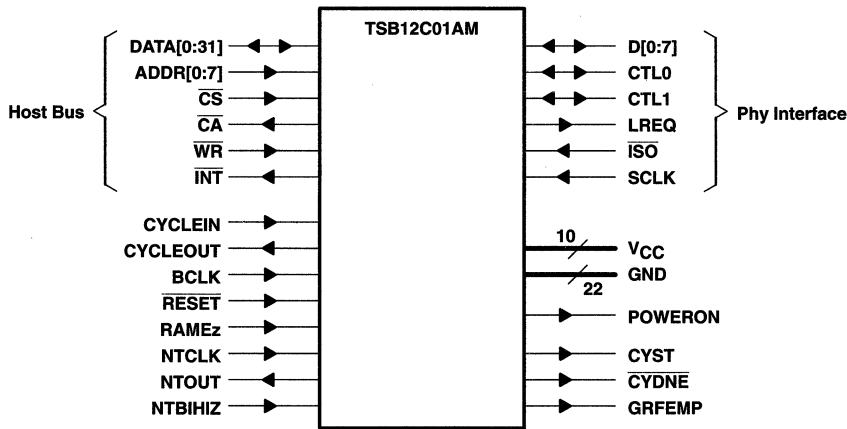 TSB12C01AM
Host Bus
DATA[0:31]
ADDR[0:7]
CS
CA
WR
INT
CYCLEIN
CYCLEOUT
BCLK
RESET
RAMEz
NTCLK
NTOUT
NTBIHIZ
D[0:7]
CTL0
CTL1
LREQ
ISO
SCLK
Phy Interface
10
VCC
GND
22
POWERON
CYST
CYDNE
GRFEMP